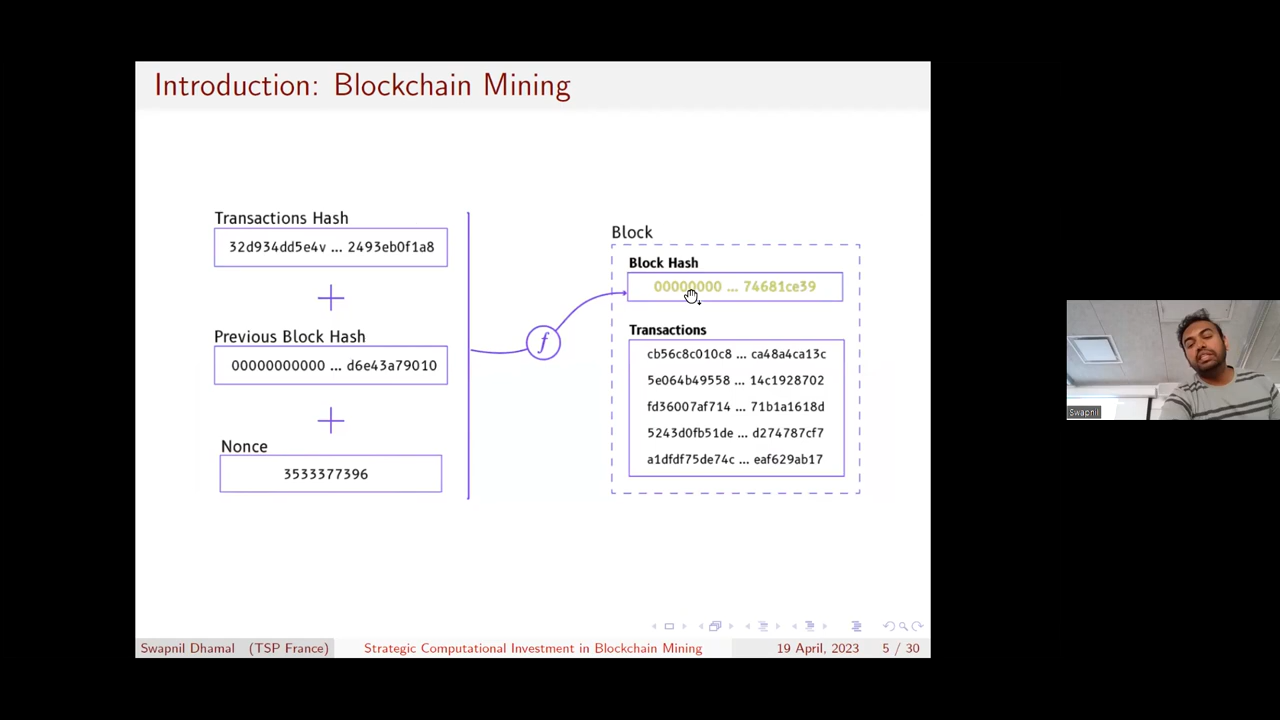 Introduction: Blockchain Mining
Transactions Hash
32d934dd5e4v ... 2493eb0f1a8
+
Previous Block Hash
00000000000 ... d6e43a79010
+
Nonce
3533377396
f
Block
Block Hash
00000000 ... 74681ce39
Transactions
cb56c8c010c8 ... ca48a4ca13c
5e064b49558 ... 14c1928702
fd36007af714 ... 71b1a1618d
5243d0fb51de ... d274787cf7
a1dfdf75de74c ... eaf629ab17
Swapnil Dhamal (TSP France)
Strategic Computational Investment in Blockchain Mining
19 April, 2023
5 / 30
Swapnil